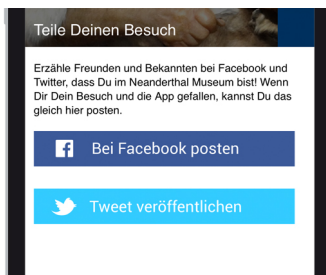 Teile Deinen Besuch
Erzähle Freunden und Bekannten bei Facebook und
Twitter, dass Du im Neanderthal Museum bist! Wenn
Dir Dein Besuch und die App gefallen, kannst Du das
gleich hier posten.
Bei Facebook posten
Tweet veröffentlichen